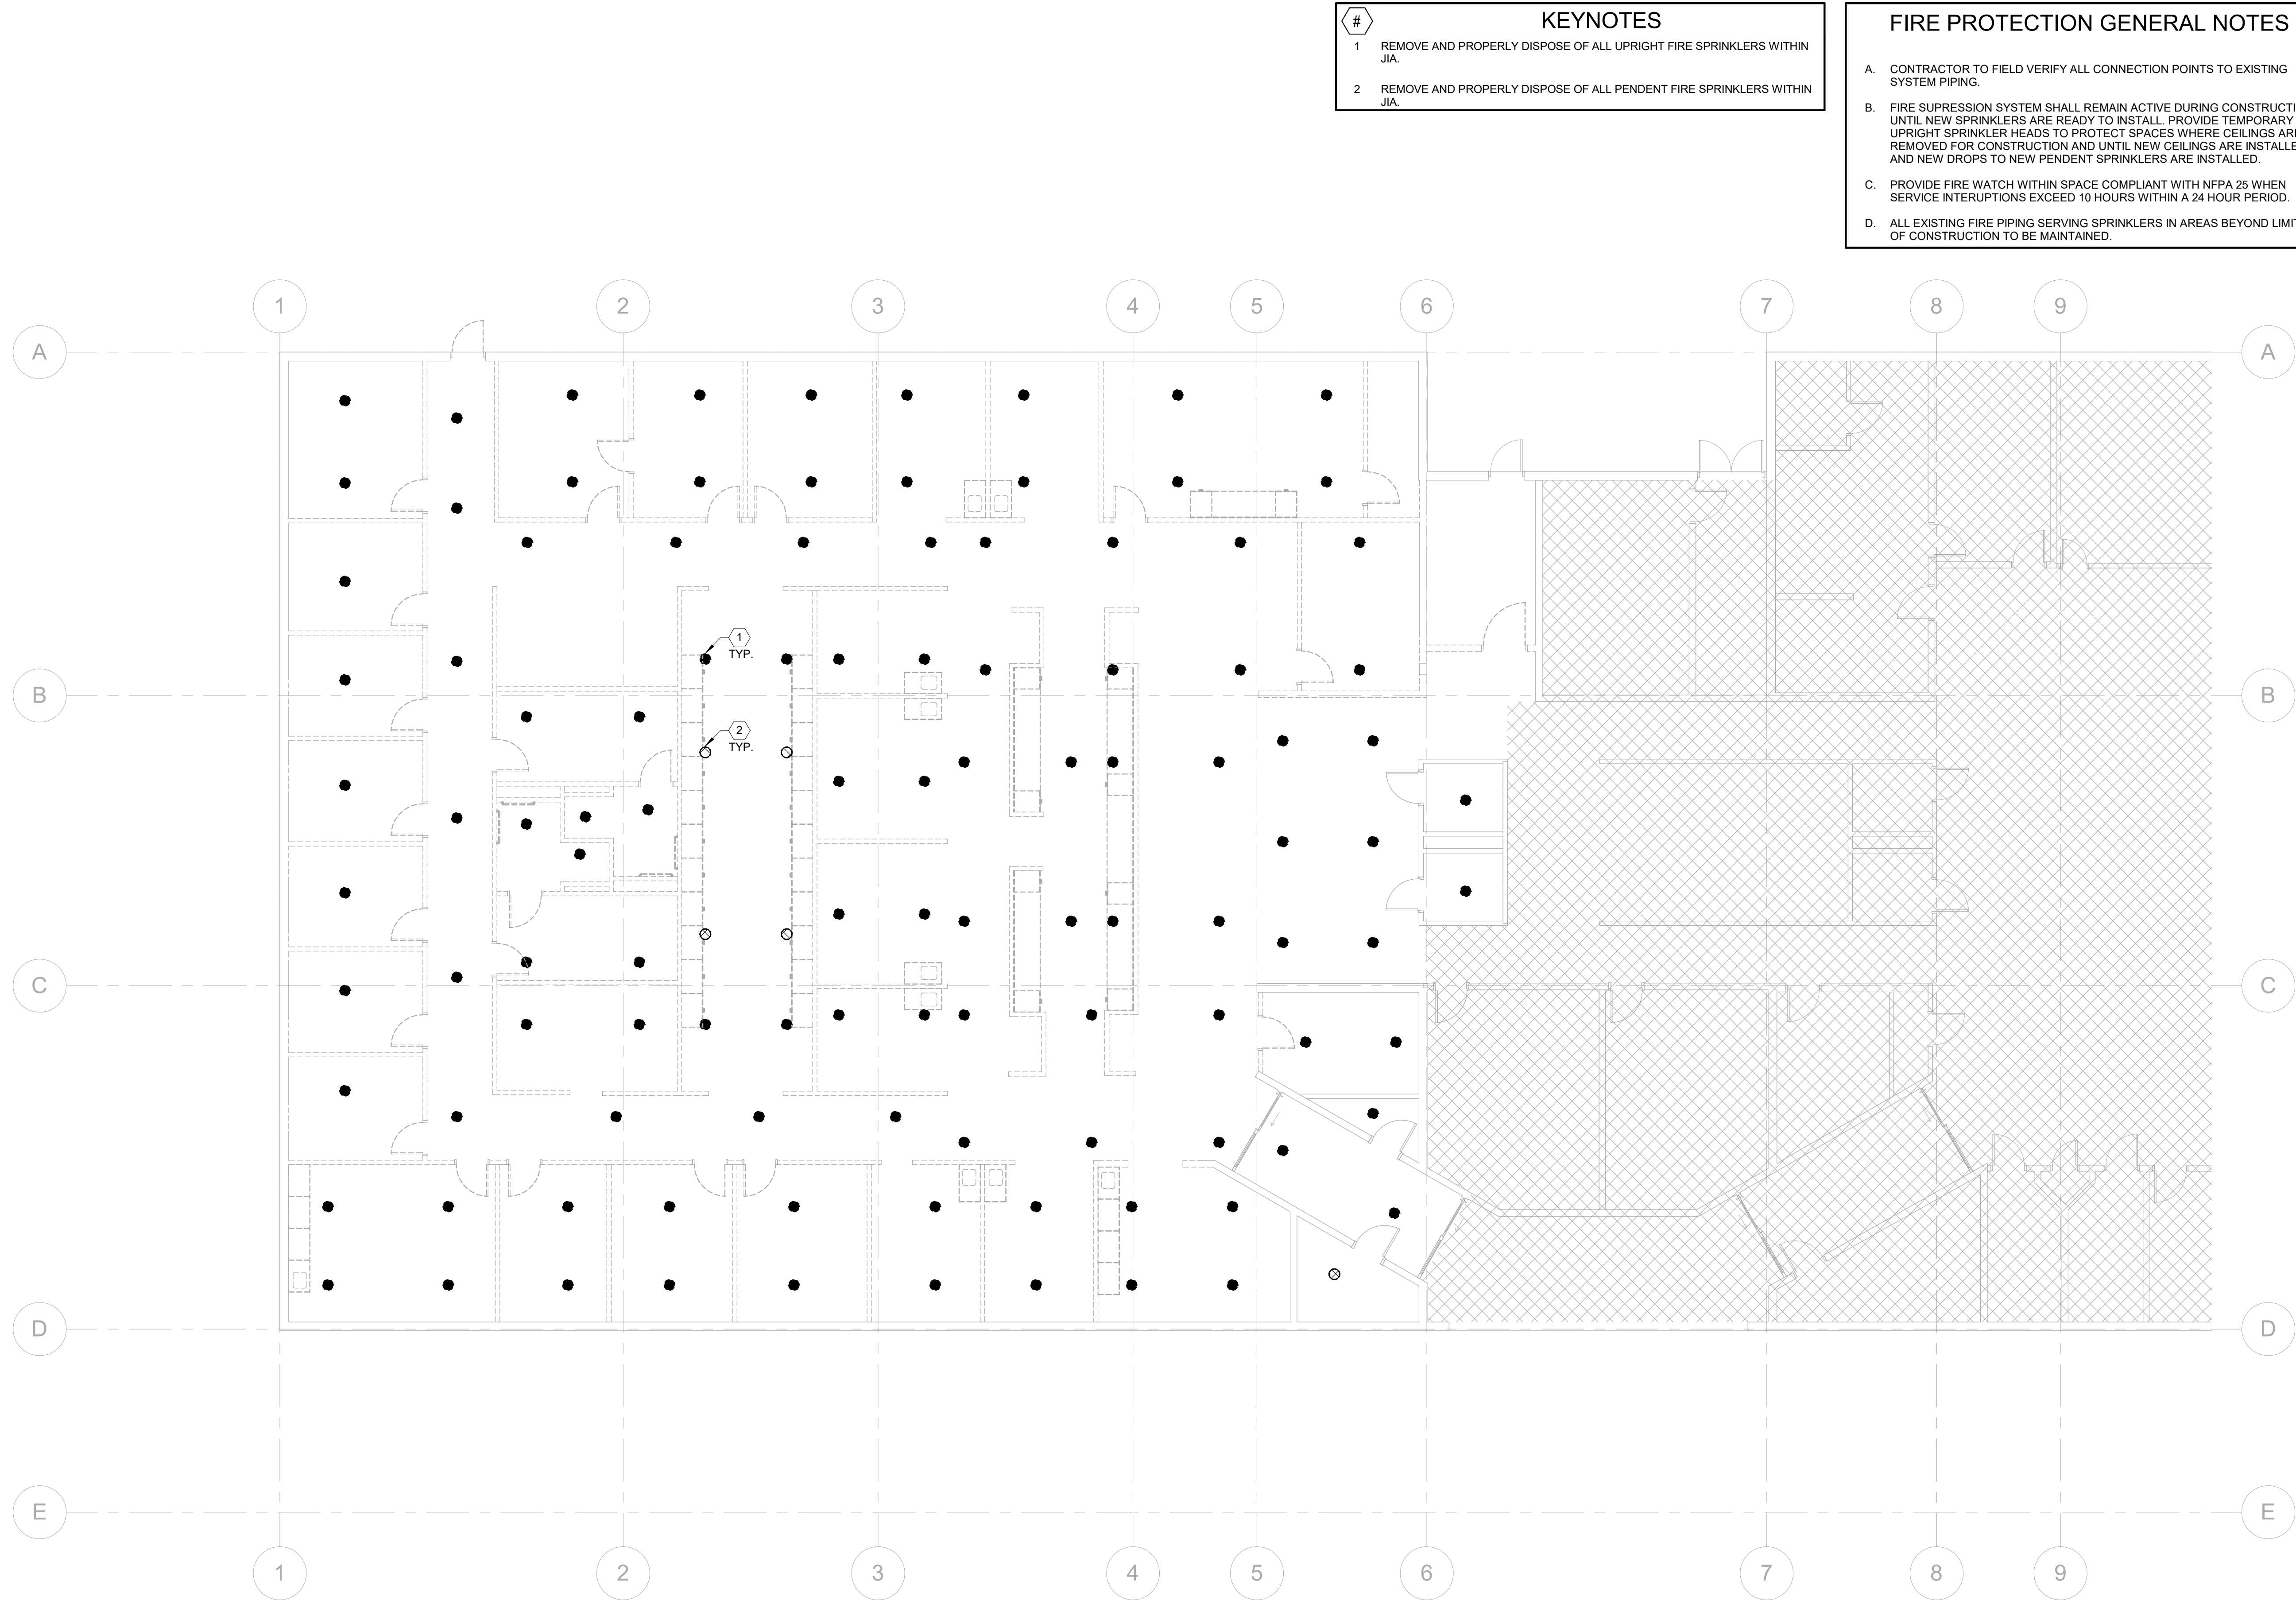 #
KEYNOTES
1 REMOVE AND PROPERLY DISPOSE OF ALL UPRIGHT FIRE SPRINKLERS WITHIN
JIA.
2 REMOVE AND PROPERLY DISPOSE OF ALL PENDENT FIRE SPRINKLERS WITHIN
JIA.
FIRE PROTECTION GENERAL NOTES
A. CONTRACTOR TO FIELD VERIFY ALL CONNECTION POINTS TO EXISTING
SYSTEM PIPING.
B. FIRE SUPRESSION SYSTEM SHALL REMAIN ACTIVE DURING CONSTRUCTI
UNTIL NEW SPRINKLERS ARE READY TO INSTALL. PROVIDE TEMPORARY
UPRIGHT SPRINKLER HEADS TO PROTECT SPACES WHERE CEILINGS AR
REMOVED FOR CONSTRUCTION AND UNTIL NEW CEILINGS ARE INSTALLE
AND NEW DROPS TO NEW PENDENT SPRINKLERS ARE INSTALLED.
C. PROVIDE FIRE WATCH WITHIN SPACE COMPLIANT WITH NFPA 25 WHEN
SERVICE INTERUPTIONS EXCEED 10 HOURS WITHIN A 24 HOUR PERIOD.
D. ALL EXISTING FIRE PIPING SERVING SPRINKLERS IN AREAS BEYOND LIMI
OF CONSTRUCTION TO BE MAINTAINED.
1 2 3 4 5 6 7 8 9
A A
1
TYP.
B B
2
TYP.
C C
D D
E E
1 2 3 4 5 6 7 8 9